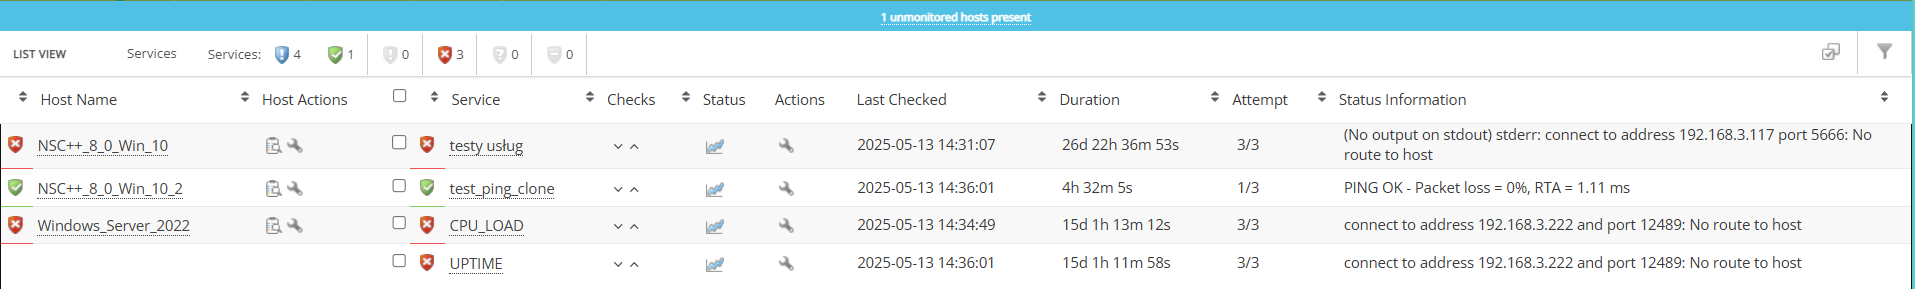 1 unmonitored hosts present
LIST VIEW Services Services: 4 1 0 3 0 0
Host Name Host Actions Service Checks Status Actions Last Checked Duration Attempt Status Information
NSC++_8_0_Win_10 testy usług 2025-05-13 14:31:07 26d 22h 36m 53s 3/3 (No output on stdout) stderr: connect to address 192.168.3.117 port 5666: No
route to host
NSC++_8_0_Win_10_2 test_ping_clone 2025-05-13 14:36:01 4h 32m 5s 1/3 PING OK - Packet loss = 0%, RTA = 1.11 ms
Windows_Server_2022 CPU_LOAD 2025-05-13 14:34:49 15d 1h 13m 12s 3/3 connect to address 192.168.3.222 and port 12489: No route to host
UPTIME 2025-05-13 14:36:01 15d 1h 11m 58s 3/3 connect to address 192.168.3.222 and port 12489: No route to host